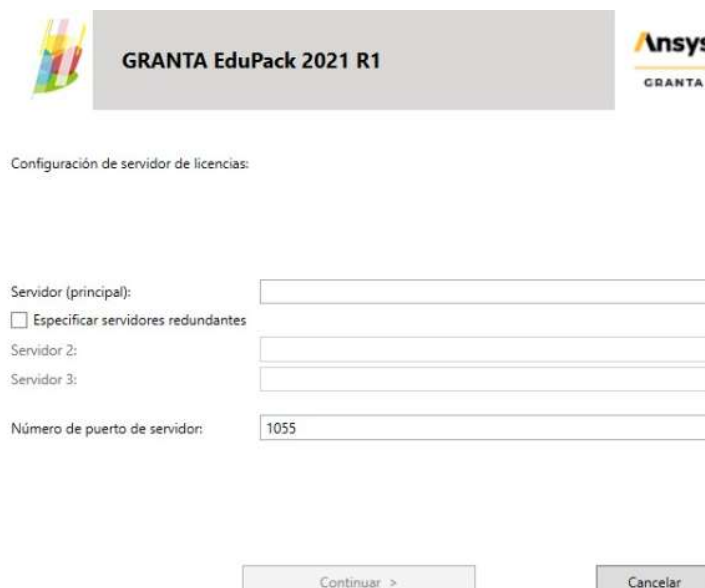 GRANTA EduPack 2021 R1
Ansys
GRANTA
Configuración de servidor de licencias:
Servidor (principal):
Especificar servidores redundantes
Servidor 2:
Servidor 3:
Número de puerto de servidor: 1055
Continuar >
Cancelar